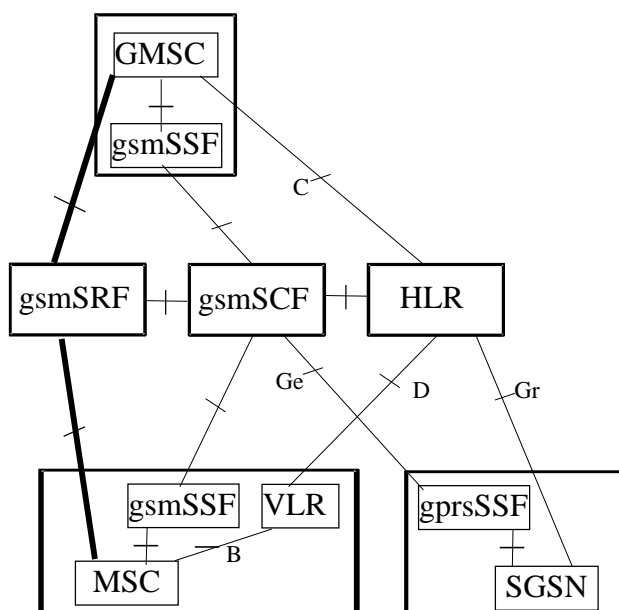 GMSC
gsmSSF
C
gsmSRF
gsmSCF
HLR
Ge
D
Gr
gsmSSF
VLR
gprsSSF
B
MSC
SGSN